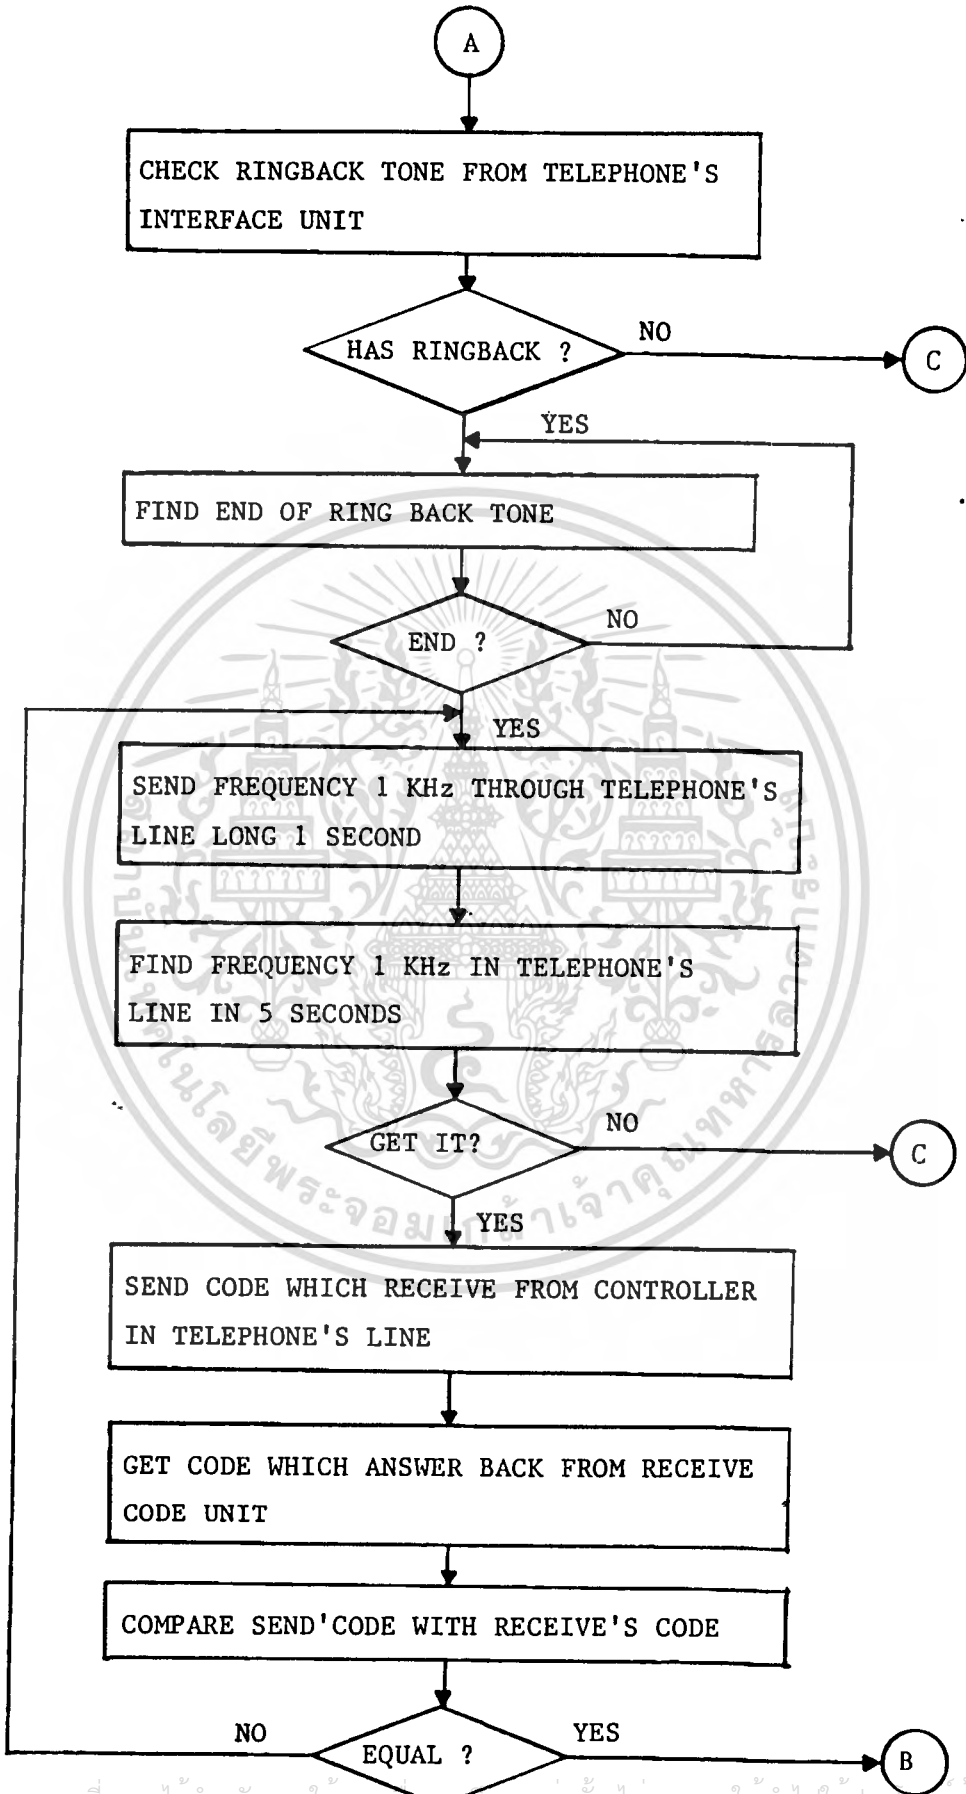 A
CHECK RINGBACK TONE FROM TELEPHONE'S
INTERFACE UNIT
HAS RINGBACK ?
NO
C
YES
FIND END OF RING BACK TONE
END ?
NO
YES
SEND FREQUENCY 1 KHz THROUGH TELEPHONE'S
LINE LONG 1 SECOND
FIND FREQUENCY 1 KHz IN TELEPHONE'S
LINE IN 5 SECONDS
GET IT?
NO
C
YES
SEND CODE WHICH RECEIVE FROM CONTROLLER
IN TELEPHONE'S LINE
GET CODE WHICH ANSWER BACK FROM RECEIVE
CODE UNIT
COMPARE SEND'CODE WITH RECEIVE'S CODE
NO
EQUAL ?
YES
B